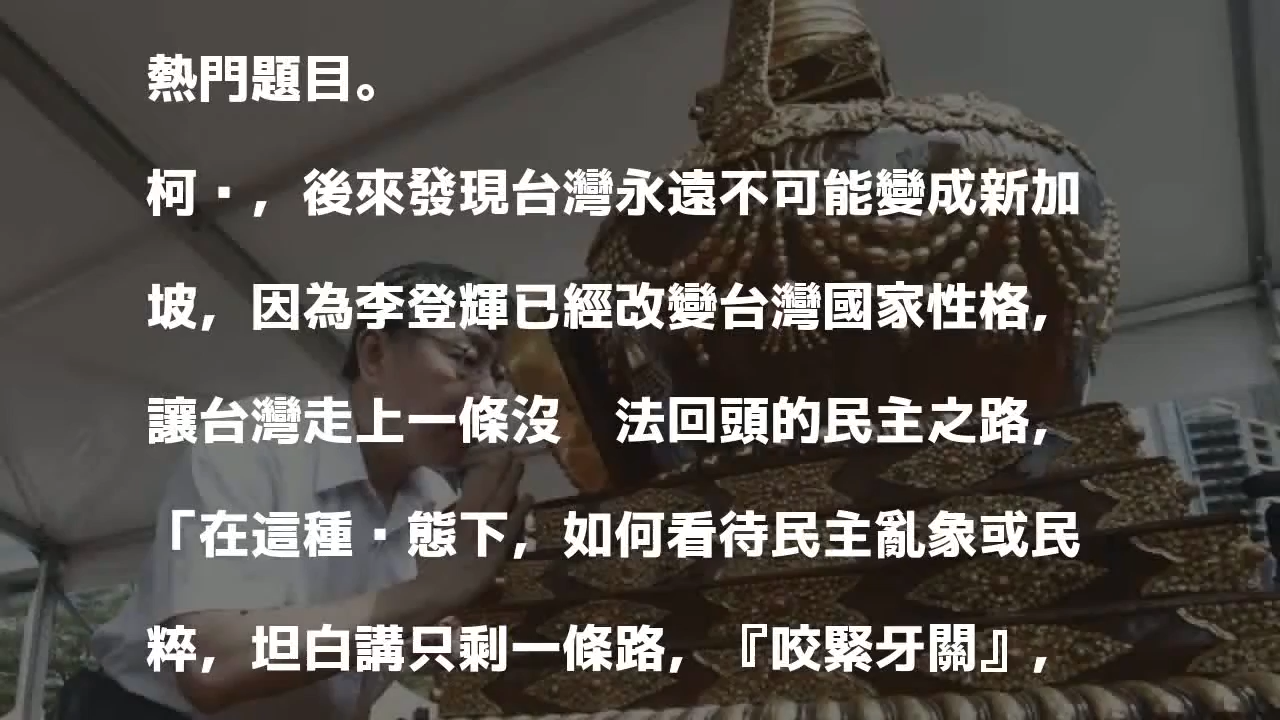 熱門題目。
柯·，後來發現台灣永遠不可能變成新加
坡，因為李登輝已經改變台灣國家性格，
讓台灣走上一條沒　法回頭的民主之路，
「在這種·態下，如何看待民主亂象或民
粹，坦白講只剩一條路，『咬緊牙關』，